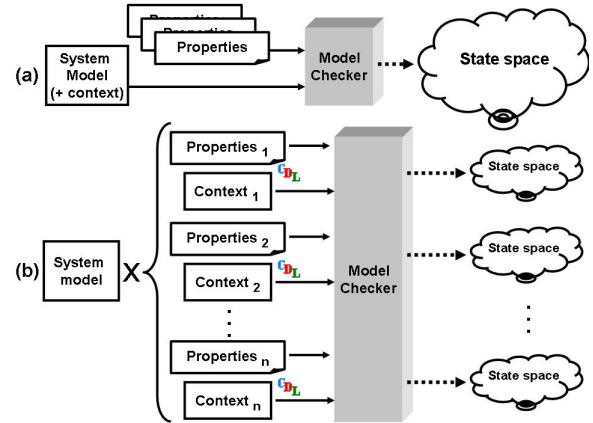 Properties
Properties
Properties
(a)
System
Model
(+ context)
Model
Checker
State space
(b)
System
model
X
Properties 1
CDL
Context 1
Properties 2
CDL
Context 2
Properties n
CDL
Context n
Model
Checker
State space
State space
State space